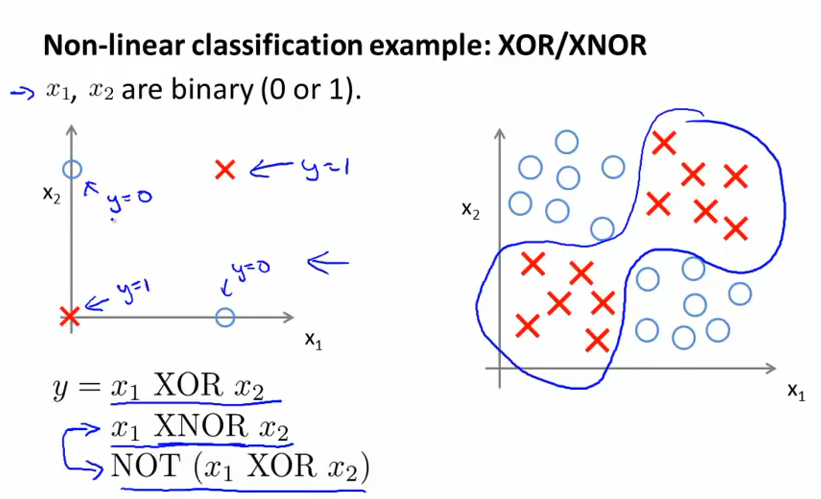 Non-linear classification example: XOR/XNOR
→ x₁, x₂ are binary (0 or 1).
x₂
y=0
← y=1
y=1
y=0
←
x₁
x₂
x₁
y = x₁ XOR x₂
x₁ XNOR x₂
NOT (x₁ XOR x₂)